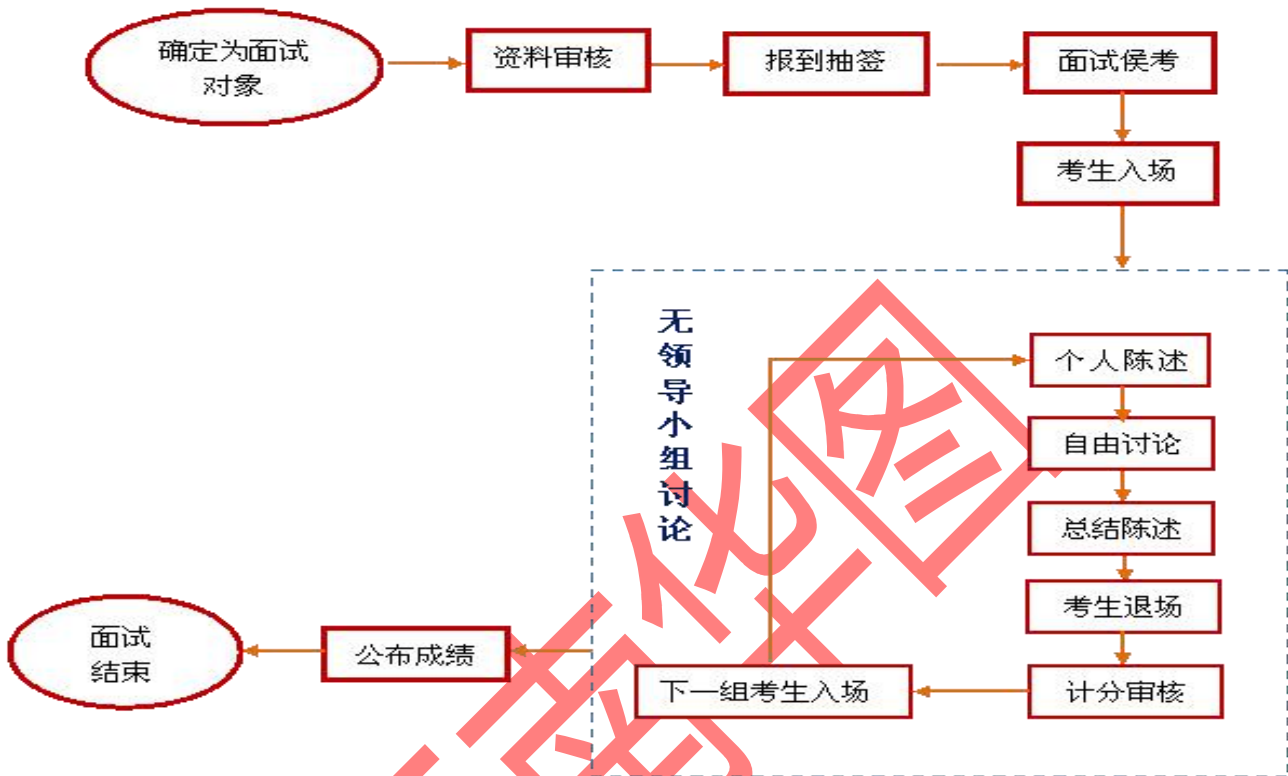 确定为面试
对象
资料审核
报到抽签
面试侯考
考生入场
无领导小组讨论
个人陈述
自由讨论
总结陈述
考生退场
计分审核
下一组考生入场
公布成绩
面试
结束
南华图